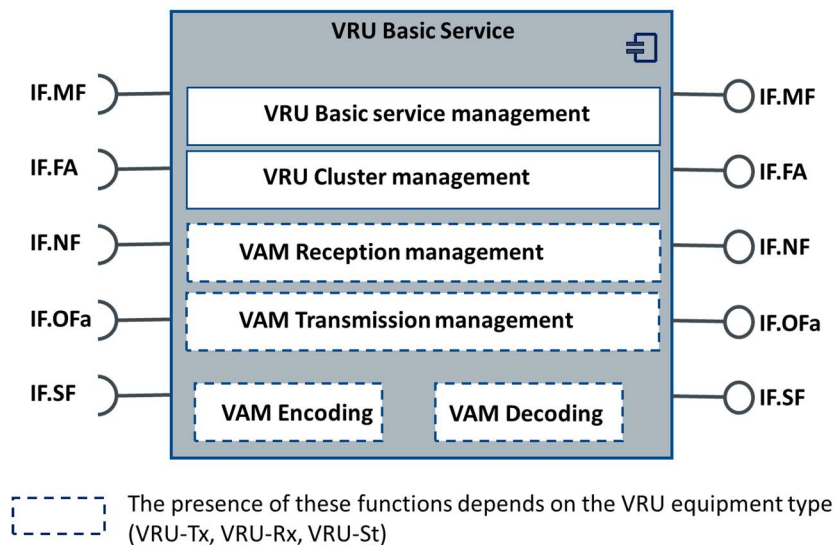 VRU Basic Service
IF.MF
VRU Basic service management
IF.MF
IF.FA
VRU Cluster management
IF.FA
IF.NF
VAM Reception management
IF.NF
IF.OFa
VAM Transmission management
IF.OFa
IF.SF
VAM Encoding
VAM Decoding
IF.SF
The presence of these functions depends on the VRU equipment type
(VRU-Tx, VRU-Rx, VRU-St)